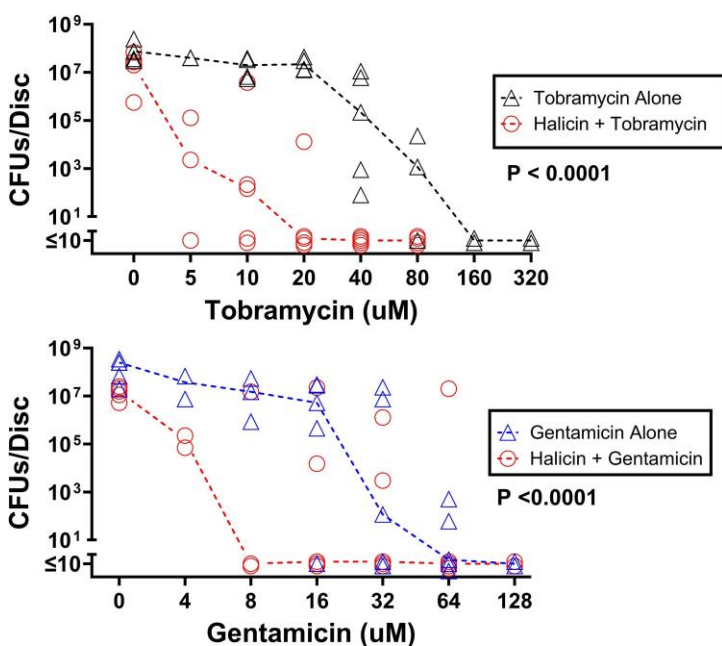 10⁹
10⁷
10⁵
10³
10¹
≤10
CFUs/Disc
0 5 10 20 40 80 160 320
Tobramycin (uM)
Tobramycin Alone
Halicin + Tobramycin
P < 0.0001
10⁹
10⁷
10⁵
10³
10¹
≤10
CFUs/Disc
0 4 8 16 32 64 128
Gentamicin (uM)
Gentamicin Alone
Halicin + Gentamicin
P <0.0001